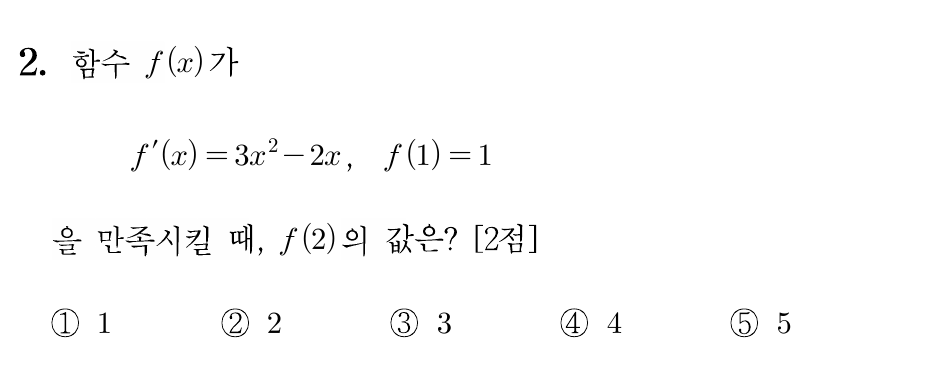 2. 함수 f(x)가
f′(x)=3x²−2x, f(1)=1
을 만족시킬 때, f(2)의 값은? [2점]
① 1 ② 2 ③ 3 ④ 4 ⑤ 5